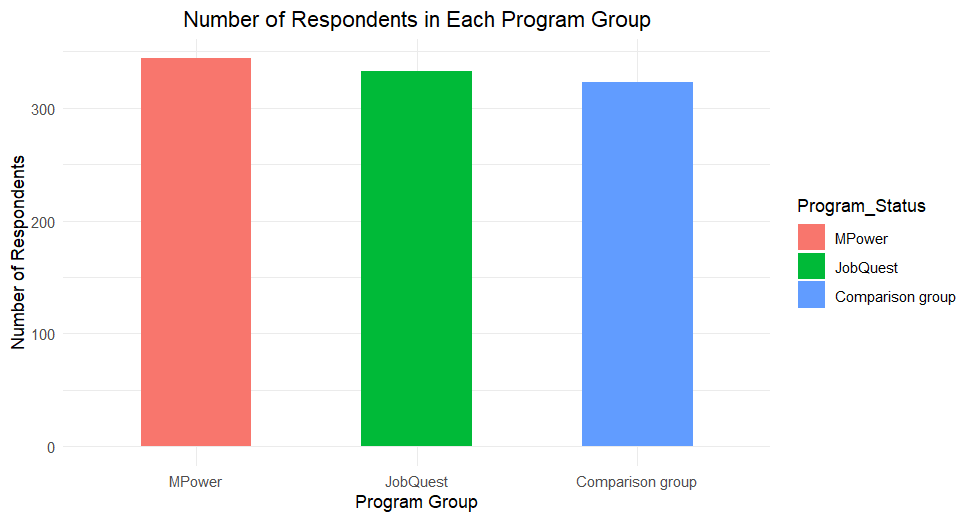 Number of Respondents in Each Program Group
Number of Respondents
300
200
100
0
MPower
JobQuest
Comparison group
Program Group
Program_Status
MPower
JobQuest
Comparison group